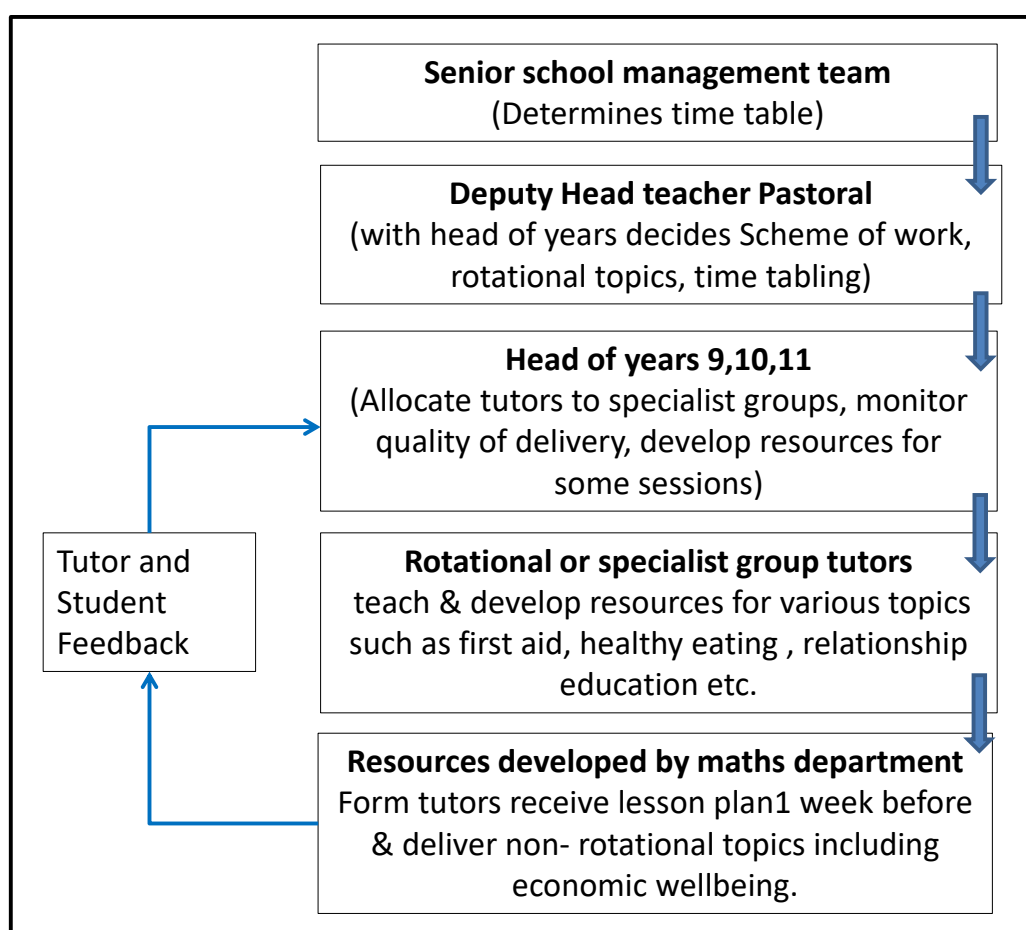 Senior school management team
(Determines time table)
Deputy Head teacher Pastoral
(with head of years decides Scheme of work,
rotational topics, time tabling)
Head of years 9,10,11
(Allocate tutors to specialist groups, monitor
quality of delivery, develop resources for
some sessions)
Rotational or specialist group tutors
teach & develop resources for various topics
such as first aid, healthy eating , relationship
education etc.
Resources developed by maths department
Form tutors receive lesson plan1 week before
& deliver non- rotational topics including
economic wellbeing.
Tutor and
Student
Feedback